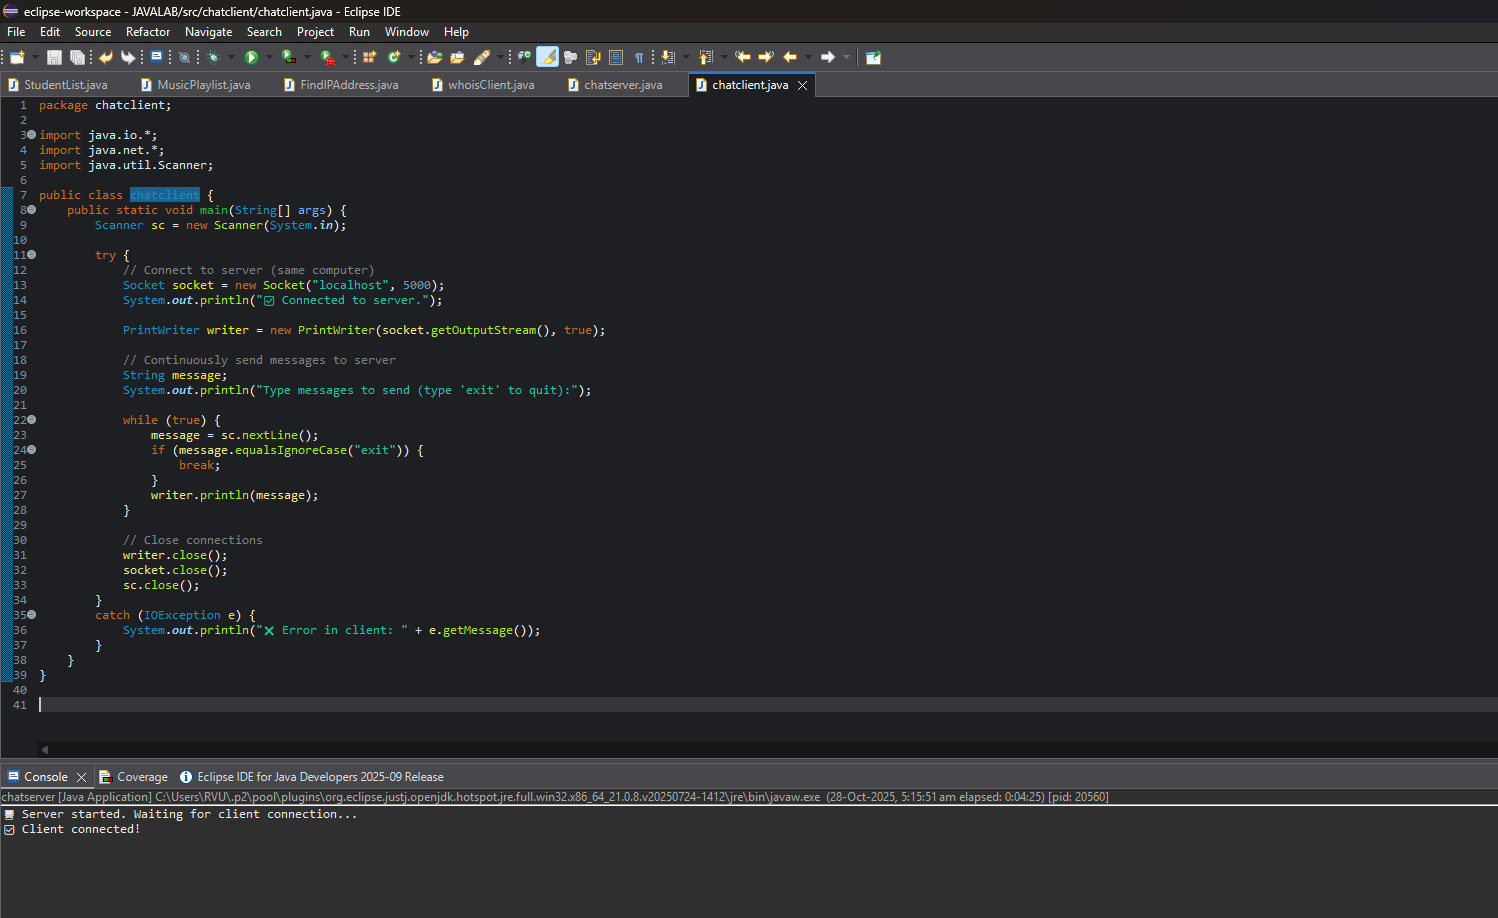 eclipse-workspace - JAVALAB/src/chatclient/chatclient.java - Eclipse IDE
File Edit Source Refactor Navigate Search Project Run Window Help
StudentList.java MusicPlaylist.java FindIPAddress.java whoisClient.java chatserver.java chatclient.java
1 package chatclient;
2
3 import java.io.*;
4 import java.net.*;
5 import java.util.Scanner;
6
7 public class chatclient {
8     public static void main(String[] args) {
9         Scanner sc = new Scanner(System.in);
10
11         try {
12             // Connect to server (same computer)
13             Socket socket = new Socket("localhost", 5000);
14             System.out.println("☑ Connected to server.");
15
16             PrintWriter writer = new PrintWriter(socket.getOutputStream(), true);
17
18             // Continuously send messages to server
19             String message;
20             System.out.println("Type messages to send (type 'exit' to quit):");
21
22             while (true) {
23                 message = sc.nextLine();
24                 if (message.equalsIgnoreCase("exit")) {
25                     break;
26                 }
27                 writer.println(message);
28             }
29
30             // Close connections
31             writer.close();
32             socket.close();
33             sc.close();
34         }
35         catch (IOException e) {
36             System.out.println("❌ Error in client: " + e.getMessage());
37         }
38     }
39 }
40
41
Console Coverage Eclipse IDE for Java Developers 2025-09 Release
chatserver [Java Application] C:\Users\RVU\.p2\pool\plugins\org.eclipse.justj.openjdk.hotspot.jre.full.win32.x86_64_21.0.8.v20250724-1412\jre\bin\javaw.exe (28-Oct-2025, 5:15:51 am elapsed: 0:04:25) [pid: 20560]
🖥 Server started. Waiting for client connection...
☑ Client connected!